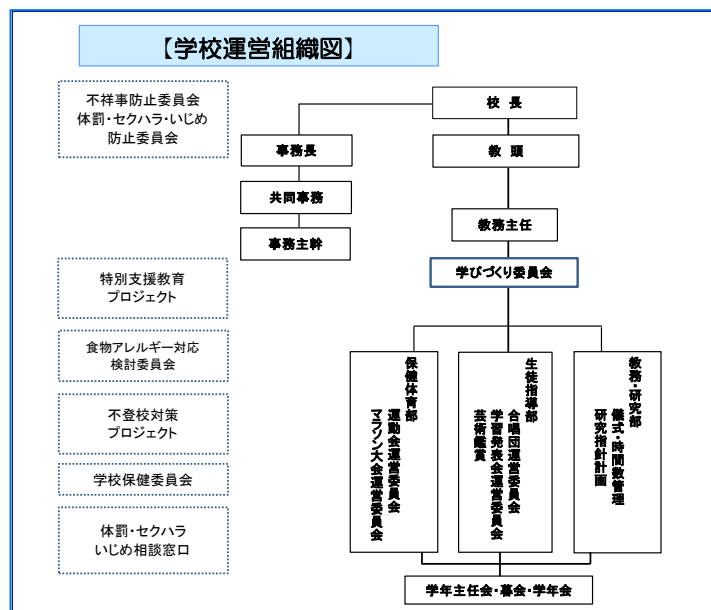 【学校運営組織図】
不祥事防止委員会
体罰・セクハラ・いじめ
防止委員会
校 長
事務長
教 頭
共同事務
教務主任
事務主幹
学びづくり委員会
特別支援教育
プロジェクト
食物アレルギー対応
検討委員会
不登校対策
プロジェクト
学校保健委員会
体罰・セクハラ
いじめ相談窓口
保健体育部
運動会運営委員会
マラソン大会運営委員会
生徒指導部
合唱団運営委員会
学習発表会運営委員会
芸術鑑賞
教務・研究部
儀式・時間数管理
研究指針計画
学年主任会・暮会・学年会